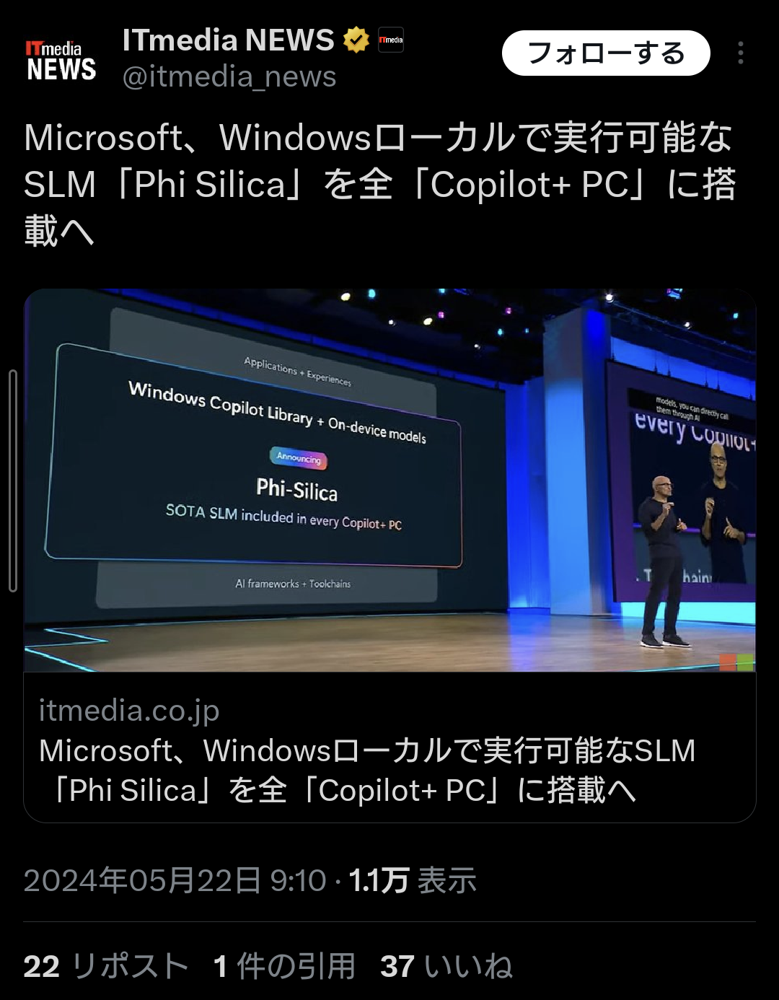 ITmedia NEWS
ITmedia
ITmedia
NEWS
@itmedia_news
フォローする
Microsoft、Windowsローカルで実行可能な
SLM「Phi Silica」を全「Copilot+ PC」に搭
載へ
Applications + Experiences
Windows Copilot Library + On-device models
Announcing
Phi-Silica
SOTA SLM included in every Copilot+ PC
AI frameworks + Toolchains
models, you can directly call
them through AI
every Copilot+
itmedia.co.jp
Microsoft、Windowsローカルで実行可能なSLM
「Phi Silica」を全「Copilot+ PC」に搭載へ
2024年05月22日 9:10 · 1.1万 表示
22 リポスト 1 件の引用 37 いいね